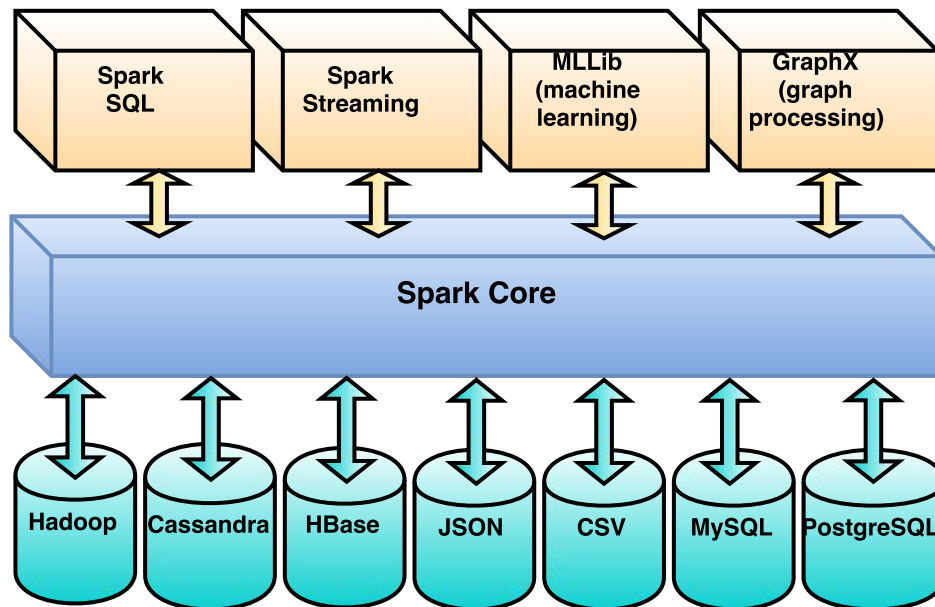 Spark
SQL
Spark
Streaming
MLLib
(machine
learning)
GraphX
(graph
processing)
Spark Core
Hadoop
Cassandra
HBase
JSON
CSV
MySQL
PostgreSQL